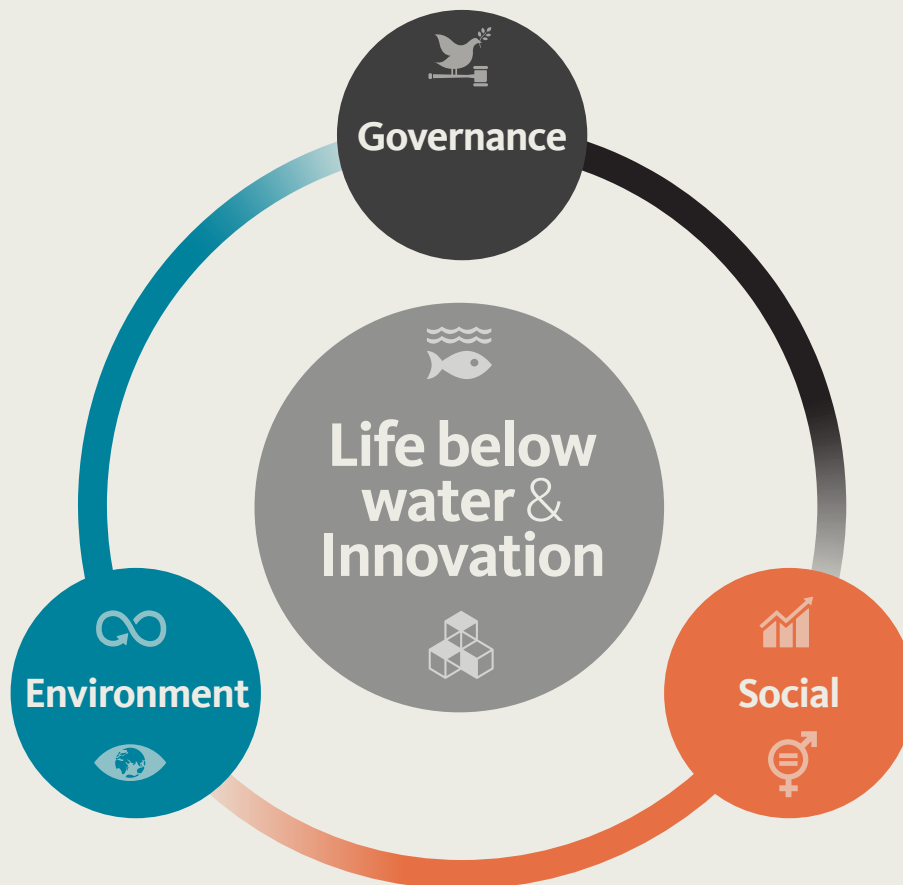 Governance
Life below
water &
Innovation
Environment
Social